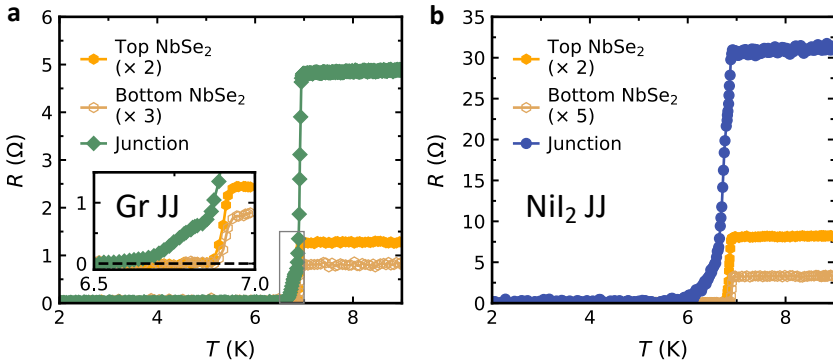 a
6
5
4
3
2
1
0
R (Ω)
Top NbSe₂
(× 2)
Bottom NbSe₂
(× 3)
Junction
Gr JJ
1
0
6.5
7.0
2
4
6
8
T (K)
b
35
30
25
20
15
10
5
0
R (Ω)
Top NbSe₂
(× 2)
Bottom NbSe₂
(× 5)
Junction
NiI₂ JJ
2
4
6
8
T (K)